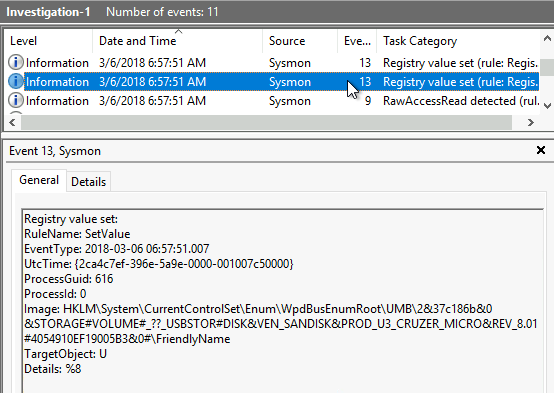 Investigation-1 Number of events: 11
Level Date and Time Source Eve... Task Category
Information 3/6/2018 6:57:51 AM Sysmon 13 Registry value set (rule: Regis...
Information 3/6/2018 6:57:51 AM Sysmon 13 Registry value set (rule: Regis...
Information 3/6/2018 6:57:51 AM Sysmon 9 RawAccessRead detected (rul...
Event 13, Sysmon
General Details
Registry value set:
RuleName: SetValue
EventType: 2018-03-06 06:57:51.007
UtcTime: {2ca4c7ef-396e-5a9e-0000-001007c50000}
ProcessGuid: 616
ProcessId: 0
Image: HKLM\System\CurrentControlSet\Enum\WpdBusEnumRoot\UMB\2&37c186b&0
&STORAGE#VOLUME#_??_USBSTOR#DISK&VEN_SANDISK&PROD_U3_CRUZER_MICRO&REV_8.01
#4054910EF19005B3&0#\FriendlyName
TargetObject: U
Details: %8